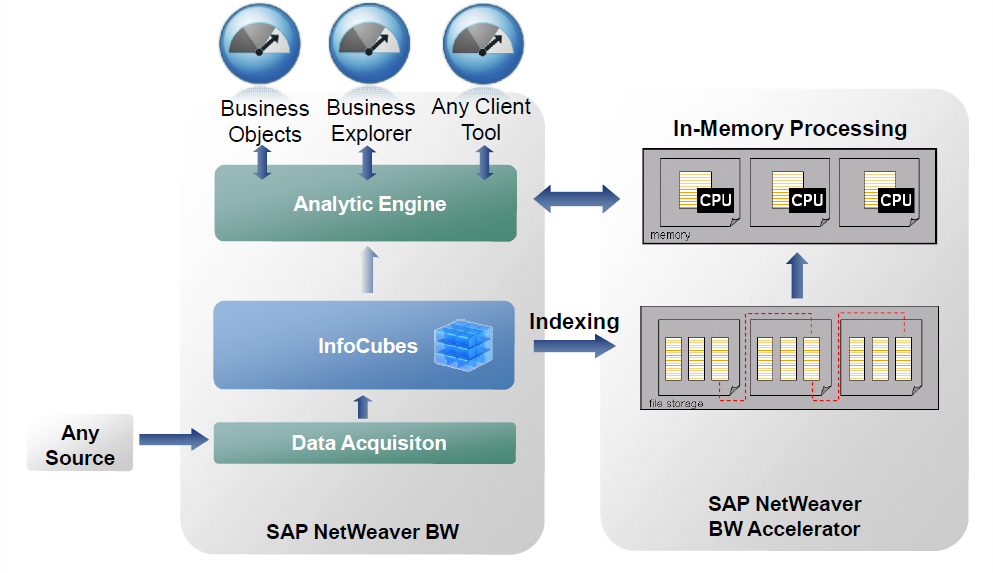 Business
Objects
Business
Explorer
Any Client
Tool
Analytic Engine
InfoCubes
Data Acquisiton
Any
Source
SAP NetWeaver BW
Indexing
In-Memory Processing
CPU
CPU
CPU
memory
file storage
SAP NetWeaver
BW Accelerator